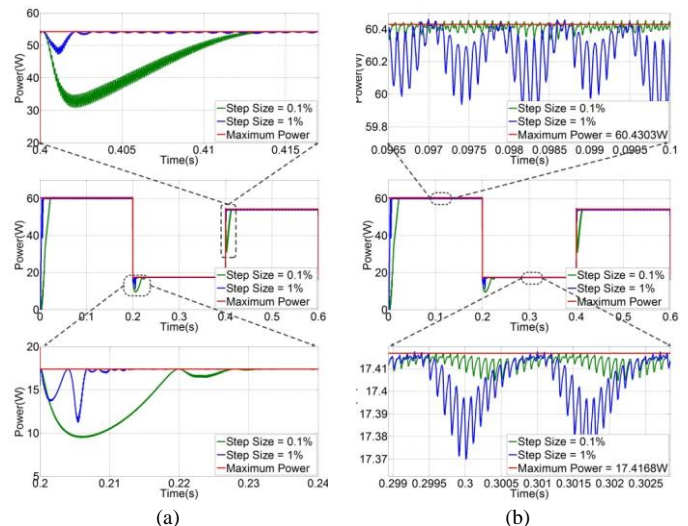 60
50
40
30
20
Power(W)
Step Size = 0.1%
Step Size = 1%
Maximum Power
0.4
0.405
0.41
0.415
Time(s)
60.4
60.2
60
59.8
Power(W)
Step Size = 0.1%
Step Size = 1%
Maximum Power = 60.4303W
0.0965
0.097
0.0975
0.098
0.0985
0.099
0.0995
0.1
Time(s)
60
40
20
0
Power(W)
Step Size = 0.1%
Step Size = 1%
Maximum Power
0
0.1
0.2
0.3
0.4
0.5
0.6
Time(s)
60
40
20
0
Power(W)
Step Size = 0.1%
Step Size = 1%
Maximum Power
0
0.1
0.2
0.3
0.4
0.5
0.6
Time(s)
20
15
10
5
Power(W)
Step Size = 0.1%
Step Size = 1%
Maximum Power
0.2
0.21
0.22
0.23
0.24
Time(s)
17.41
17.4
17.39
17.38
17.37
Step Size = 0.1%
Step Size = 1%
Maximum Power = 17.4168W
0.299
0.2995
0.3
0.3005
0.301
0.3015
0.302
0.3025
Time(s)
(a)
(b)